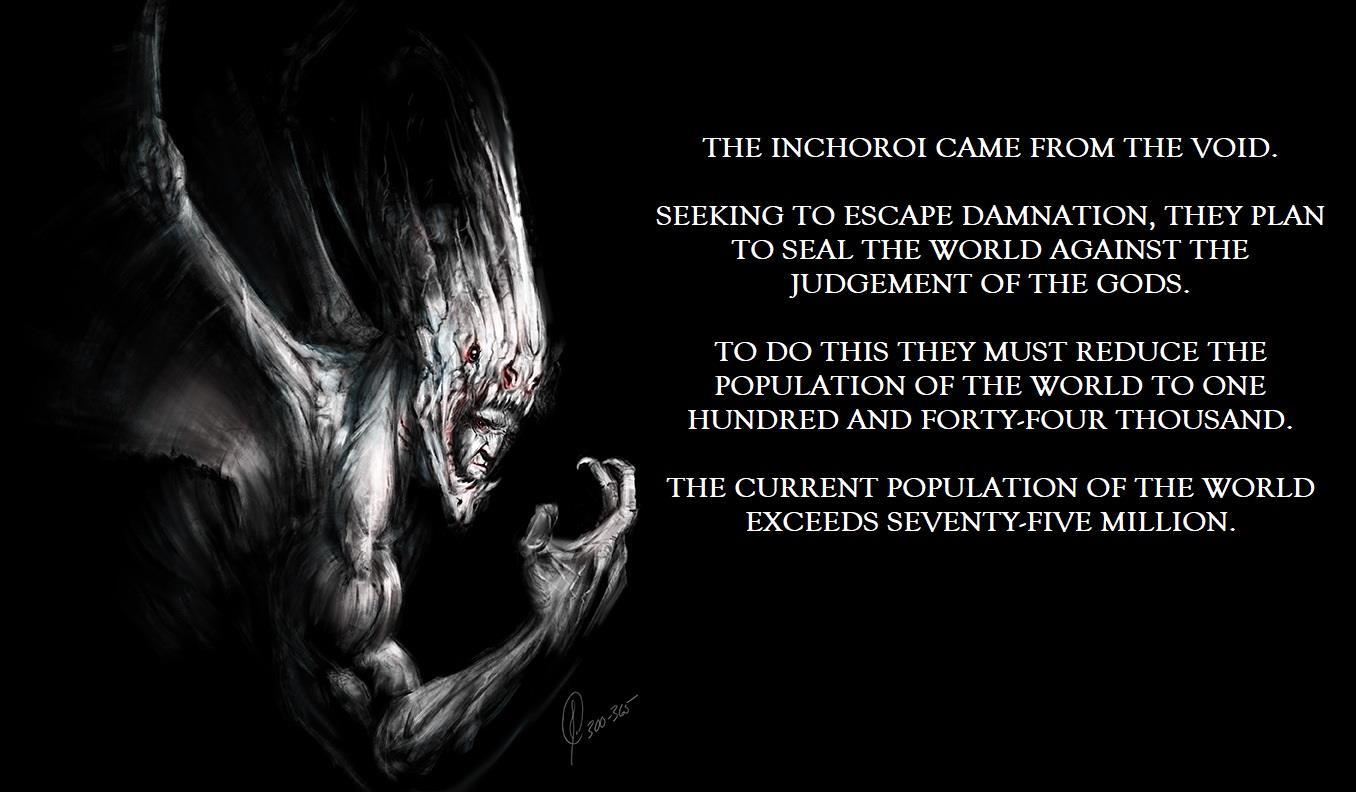 THE INCHOROI CAME FROM THE VOID.
SEEKING TO ESCAPE DAMNATION, THEY PLAN
TO SEAL THE WORLD AGAINST THE
JUDGEMENT OF THE GODS.
TO DO THIS THEY MUST REDUCE THE
POPULATION OF THE WORLD TO ONE
HUNDRED AND FORTY-FOUR THOUSAND.
THE CURRENT POPULATION OF THE WORLD
EXCEEDS SEVENTY-FIVE MILLION.
300-365